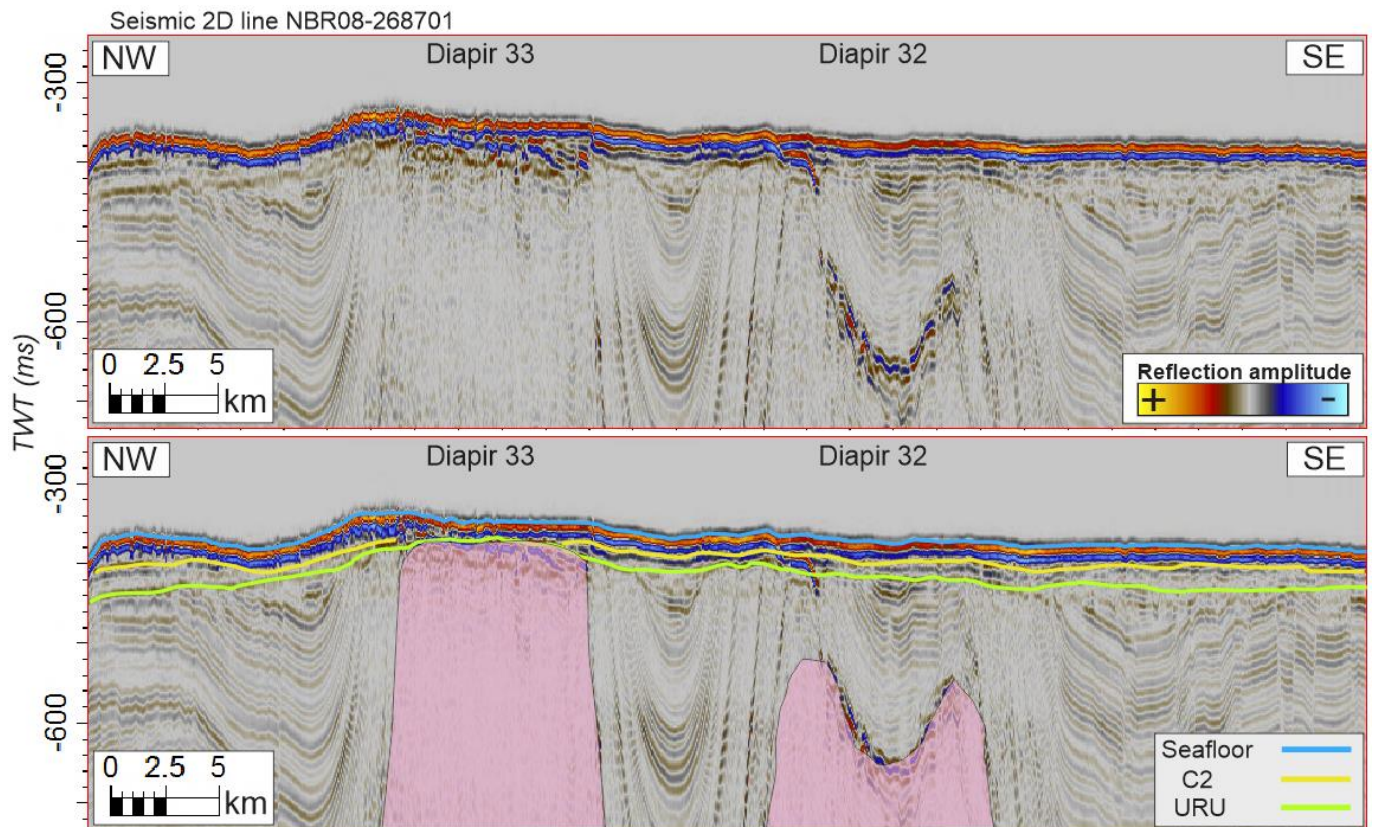 Seismic 2D line NBR08-268701
NW Diapir 33 Diapir 32 SE
-300
-600
TWT (ms)
0 2.5 5
km
Reflection amplitude
+ -
NW Diapir 33 Diapir 32 SE
-300
-600
0 2.5 5
km
Seafloor
C2
URU